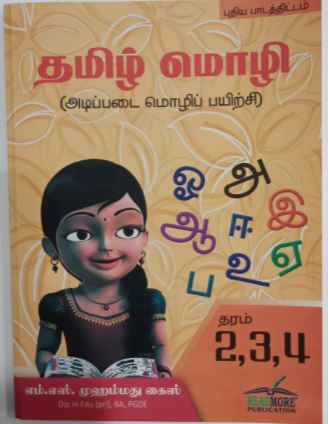 புதிய பாடத்திட்டம்
தமிழ் மொழி
(அடிப்படை மொழிப் பயிற்சி)
ஓ அ
ஆ ஈ இ
ப உ ஏ
தரம்
2,3,4
எம்.எஸ். முஹம்மது கைஸ்
Dip in Edu (pri), BA, PGDE
READMORE
PUBLICATION